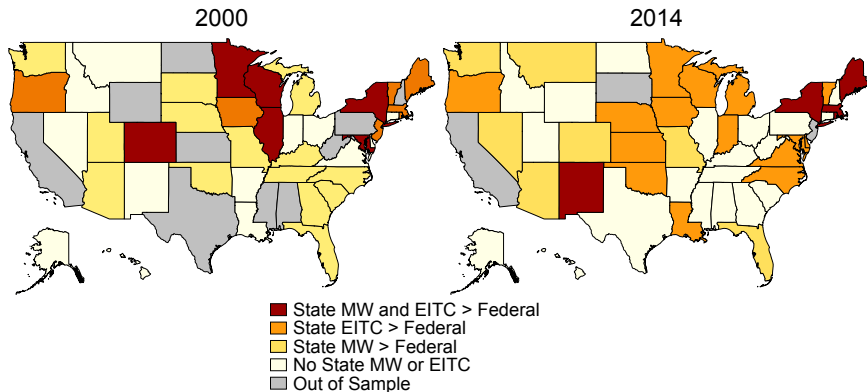 2000
2014
State MW and EITC > Federal
State EITC > Federal
State MW > Federal
No State MW or EITC
Out of Sample